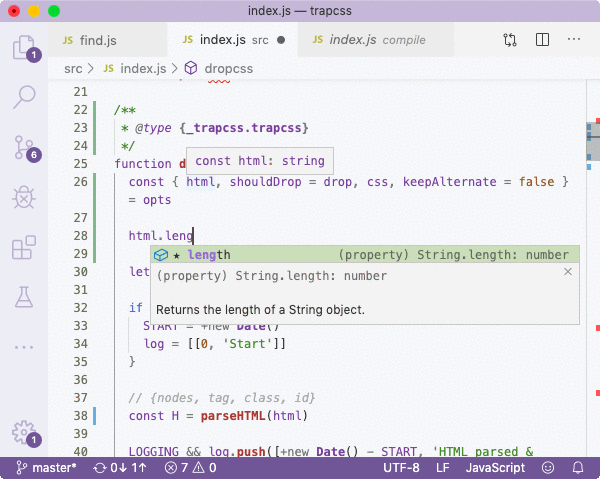 index.js — trapcss
JS find.js
JS index.js src
JS index.js compile
src > JS index.js > dropcss
21
22 /**
23 * @type {_trapcss.trapcss}
24 */
25 function d
const html: string
26 const { html, shouldDrop = drop, css, keepAlternate = false }
= opts
27
28 html.leng
29
★ length (property) String.length: number
30 let
(property) String.length: number ×
31
Returns the length of a String object.
32 if
33 START = +new Date()
34 log = [[0, 'Start']]
35 }
36
37 // {nodes, tag, class, id}
38 const H = parseHTML(html)
39
40 LOGGING && log.push([+new Date() - START, 'HTML parsed &
1
6
1
master* 0↓ 1↑ 7 0 UTF-8 LF JavaScript